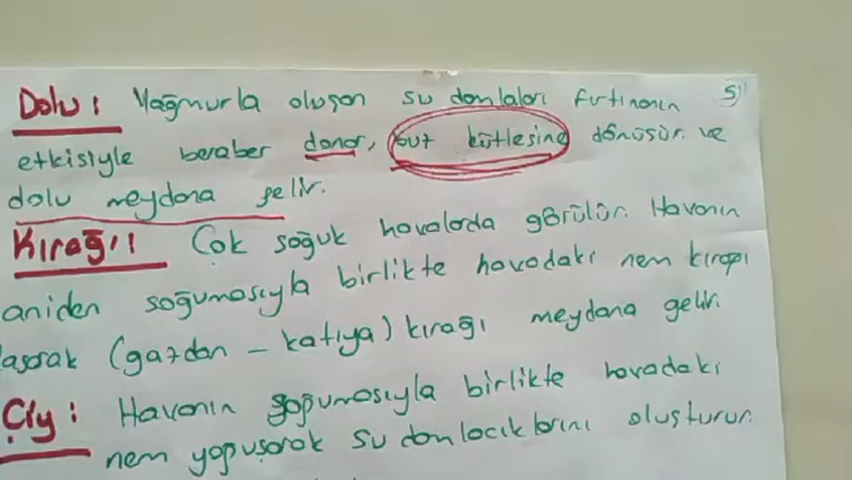 Dolu: Yağmurla oluşan su damlaları fırtınanın 5)
etkisiyle beraber donar, buz kütlesine dönüşür ve
dolu meydana gelir.
Kırağı: Çok soğuk havalarda görülür. Havanın
aniden soğumasıyla birlikte havadaki nem kırağı
laşarak (gazdan - katıya) kırağı meydana gelir.
Çiy: Havanın soğumasıyla birlikte havadaki
nem yoğuşarak su damlacıklarını oluşturur.